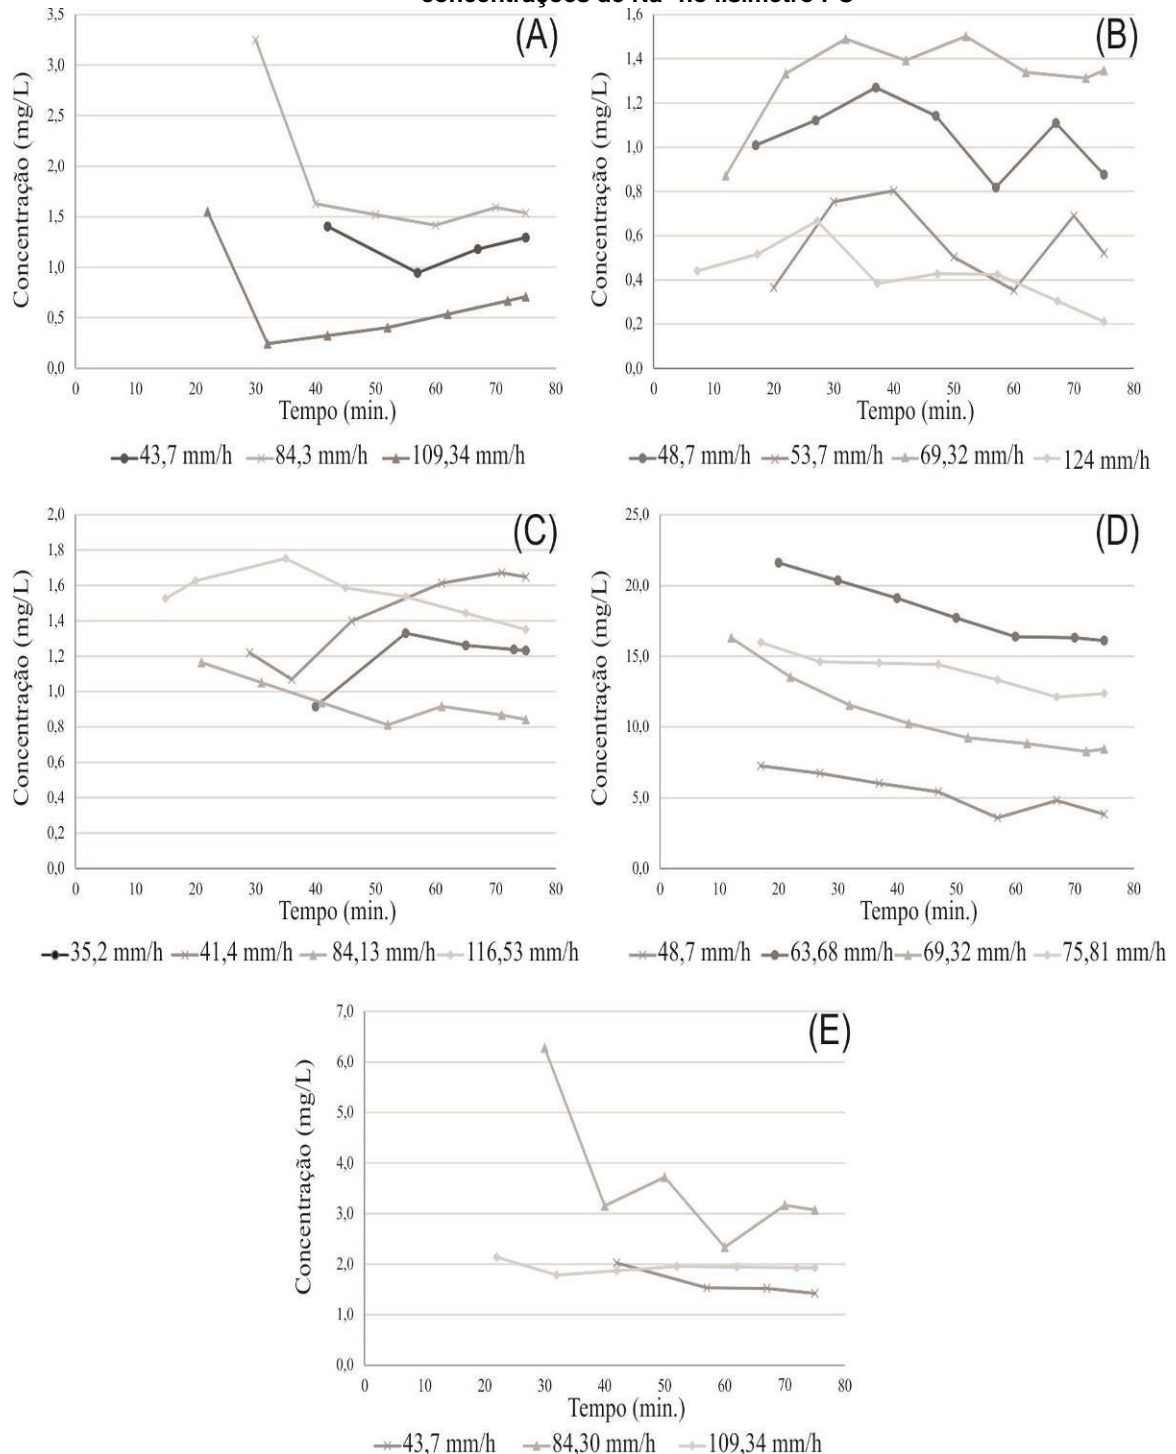 concentrações de Na no lisímetro
(A)
3,5
3,0
2,5
2,0
1,5
1,0
0,5
0,0
Concentração (mg/L)
0 10 20 30 40 50 60 70 80
Tempo (min.)
43,7 mm/h 84,3 mm/h 109,34 mm/h
(B)
1,6
1,4
1,2
1,0
0,8
0,6
0,4
0,2
0,0
Concentração (mg/L)
0 10 20 30 40 50 60 70 80
Tempo (min.)
48,7 mm/h 53,7 mm/h 69,32 mm/h 124 mm/h
(C)
2,0
1,8
1,6
1,4
1,2
1,0
0,8
0,6
0,4
0,2
0,0
Concentração (mg/L)
0 10 20 30 40 50 60 70 80
Tempo (min.)
35,2 mm/h 41,4 mm/h 84,13 mm/h 116,53 mm/h
(D)
25,0
20,0
15,0
10,0
5.0
0,0
Concentração (mg/L)
0 10 20 30 40 50 60 70 80
Tempo (min.)
48,7 mm/h 63,68 mm/h 69,32 mm/h 75,81 mm/h
(E)
7,0
6,0
5,0
4,0
3,0
2,0
1,0
0,0
Concentração (mg/L)
0 10 20 30 40 50 60 70 80
Tempo (min.)
43,7 mm/h 84,30 mm/h 109,34 mm/h